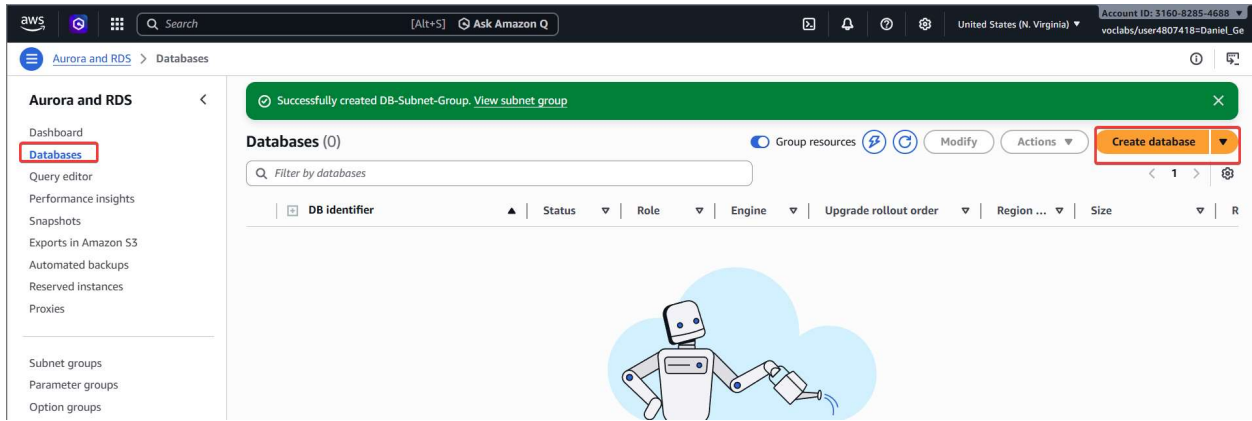 aws
Search [Alt+S] Ask Amazon Q United States (N. Virginia) ▼ Account ID: 3160-8285-4688 ▼
voclabs/user4807418=Daniel_Ge
Aurora and RDS > Databases
Aurora and RDS
Dashboard
Databases
Query editor
Performance insights
Snapshots
Exports in Amazon S3
Automated backups
Reserved instances
Proxies
Subnet groups
Parameter groups
Option groups
Successfully created DB-Subnet-Group. View subnet group
Databases (0) Group resources Modify Actions ▼ Create database ▼
Filter by databases < 1 >
DB identifier Status Role Engine Upgrade rollout order Region ... Size R